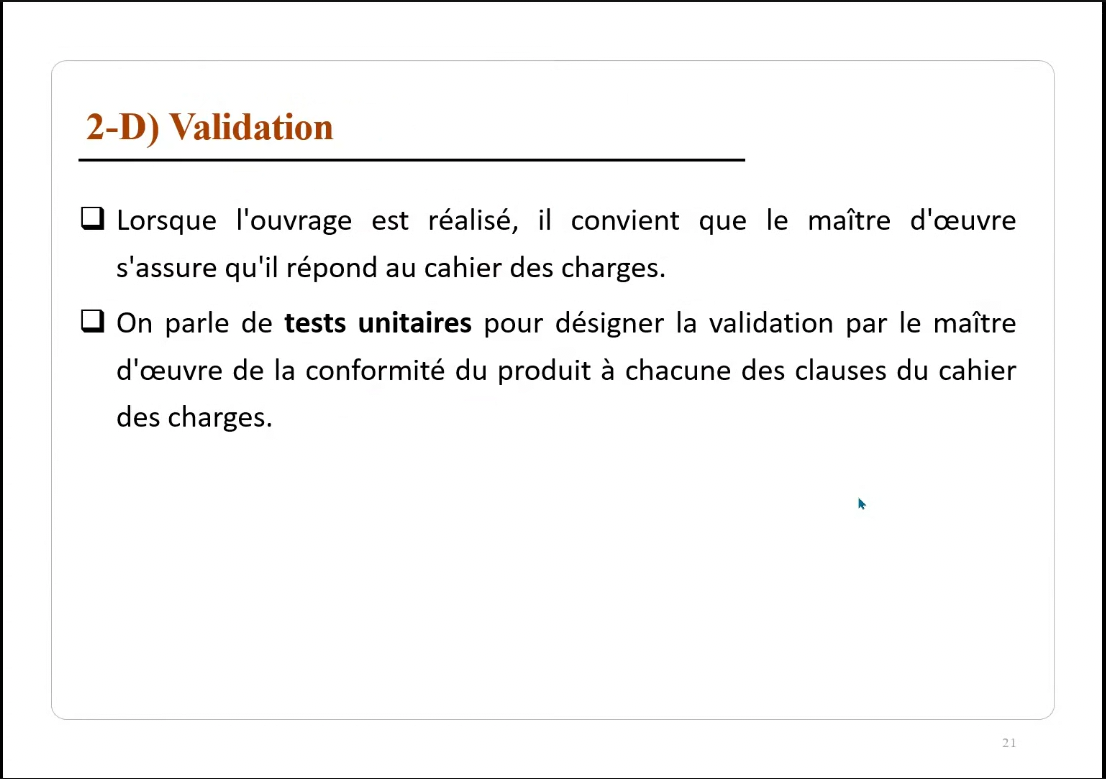 2-D) Validation
Lorsque l'ouvrage est réalisé, il convient que le maître d'œuvre
s'assure qu'il répond au cahier des charges.
On parle de tests unitaires pour désigner la validation par le maître
d'œuvre de la conformité du produit à chacune des clauses du cahier
des charges.
21